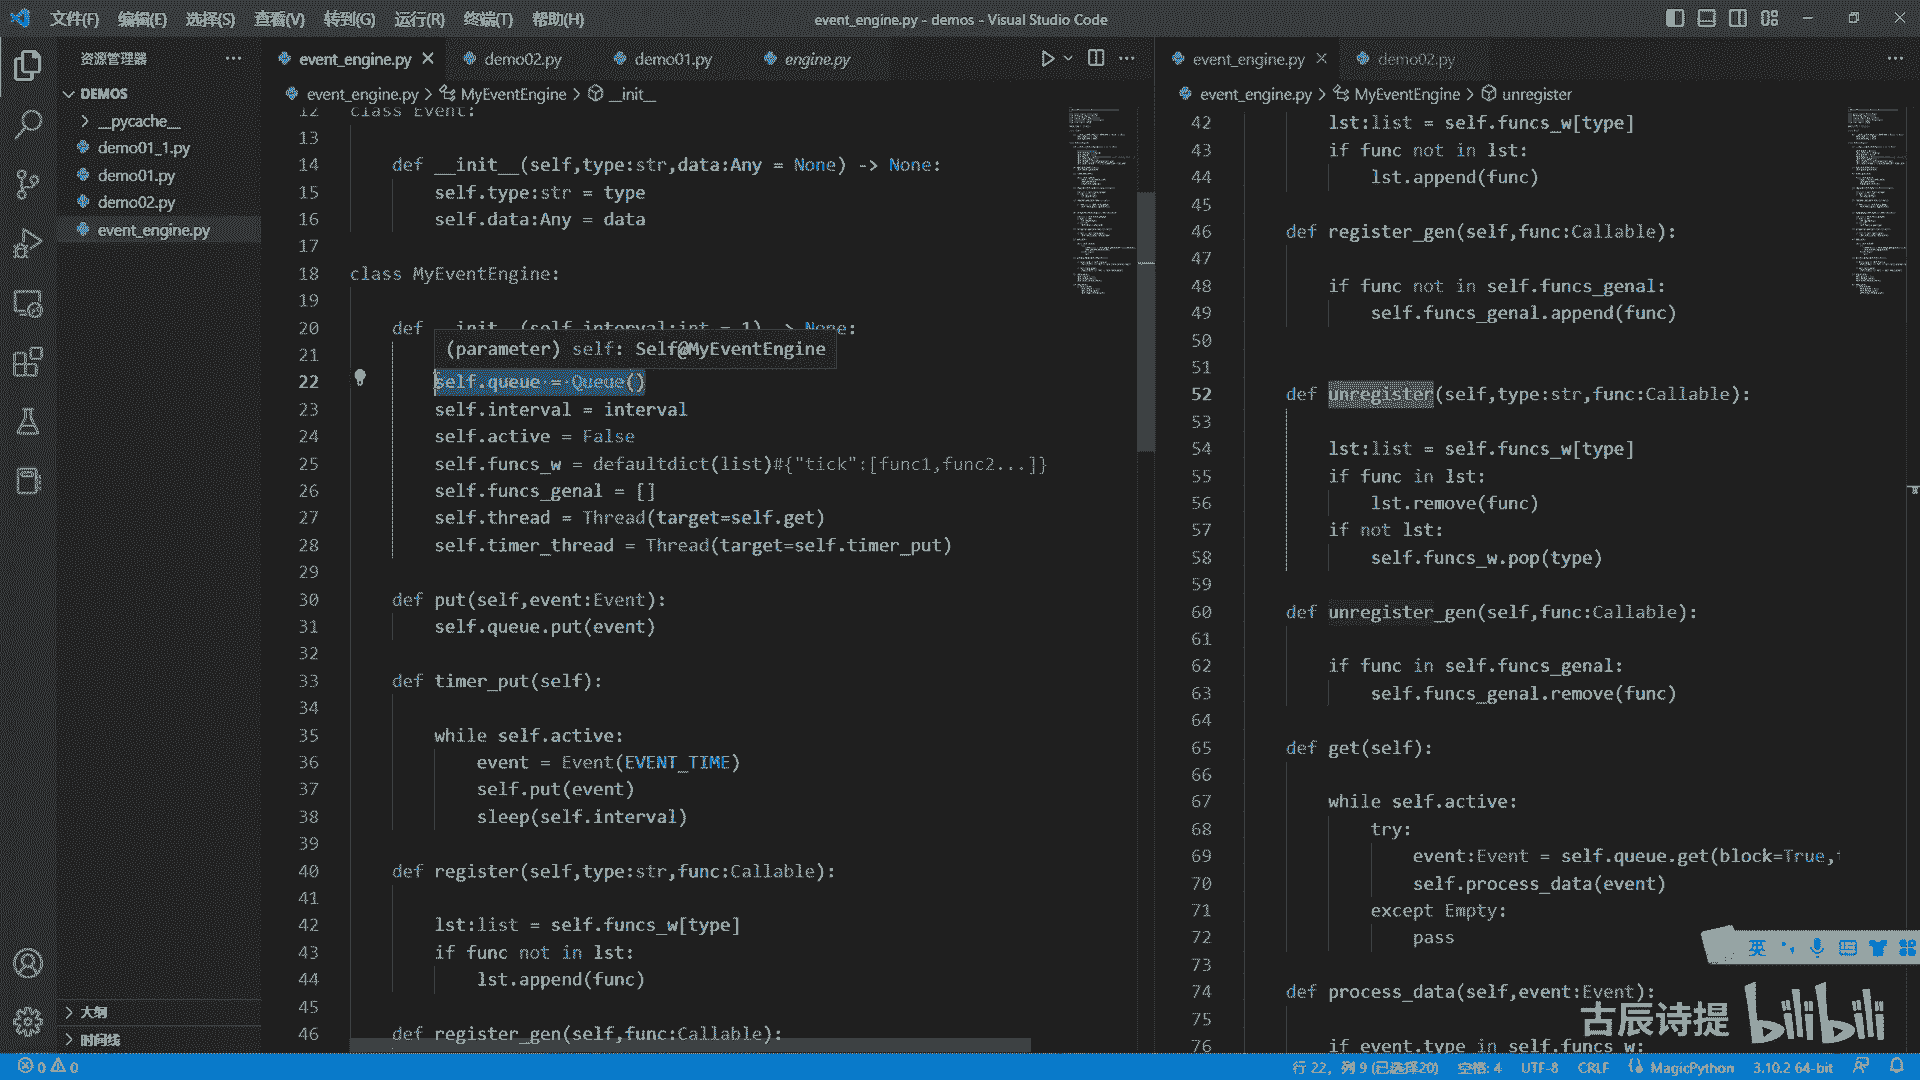 文件(F) 编辑(E) 选择(S) 查看(V) 转到(G) 运行(R) 终端(T) 帮助(H)
event_engine.py - demos - Visual Studio Code
资源管理器
DEMOS
__pycache__
demo01_1.py
demo01.py
demo02.py
event_engine.py
大纲
时间线
event_engine.py demo02.py demo01.py engine.py
event_engine.py > MyEventEngine > __init__
12 class Event:
13
14 def __init__(self,type:str,data:Any = None) -> None:
15 self.type:str = type
16 self.data:Any = data
17
18 class MyEventEngine:
19
20 def __init__(self,interval:int = 1) -> None:
(parameter) self: Self@MyEventEngine
21
22 self.queue = Queue()
23 self.interval = interval
24 self.active = False
25 self.funcs_w = defaultdict(list)#{"tick":[func1,func2...]}
26 self.funcs_genal = []
27 self.thread = Thread(target=self.get)
28 self.timer_thread = Thread(target=self.timer_put)
29
30 def put(self,event:Event):
31 self.queue.put(event)
32
33 def timer_put(self):
34
35 while self.active:
36 event = Event(EVENT_TIME)
37 self.put(event)
38 sleep(self.interval)
39
40 def register(self,type:str,func:Callable):
41
42 lst:list = self.funcs_w[type]
43 if func not in lst:
44 lst.append(func)
45
46 def register_gen(self,func:Callable):
event_engine.py demo02.py
event_engine.py > MyEventEngine > unregister
42 lst:list = self.funcs_w[type]
43 if func not in lst:
44 lst.append(func)
45
46 def register_gen(self,func:Callable):
47
48 if func not in self.funcs_genal:
49 self.funcs_genal.append(func)
50
51
52 def unregister(self,type:str,func:Callable):
53
54 lst:list = self.funcs_w[type]
55 if func in lst:
56 lst.remove(func)
57 if not lst:
58 self.funcs_w.pop(type)
59
60 def unregister_gen(self,func:Callable):
61
62 if func in self.funcs_genal:
63 self.funcs_genal.remove(func)
64
65 def get(self):
66
67 while self.active:
68 try:
69 event:Event = self.queue.get(block=True,
70 self.process_data(event)
71 except Empty:
72 pass
73
74 def process_data(self,event:Event):
75
76 if event.type in self.funcs_w:
英
古辰诗提 bilibili
0 0
行 22, 列 9 (已选择20) 空格: 4 UTF-8 CRLF MagicPython 3.10.2 64-bit